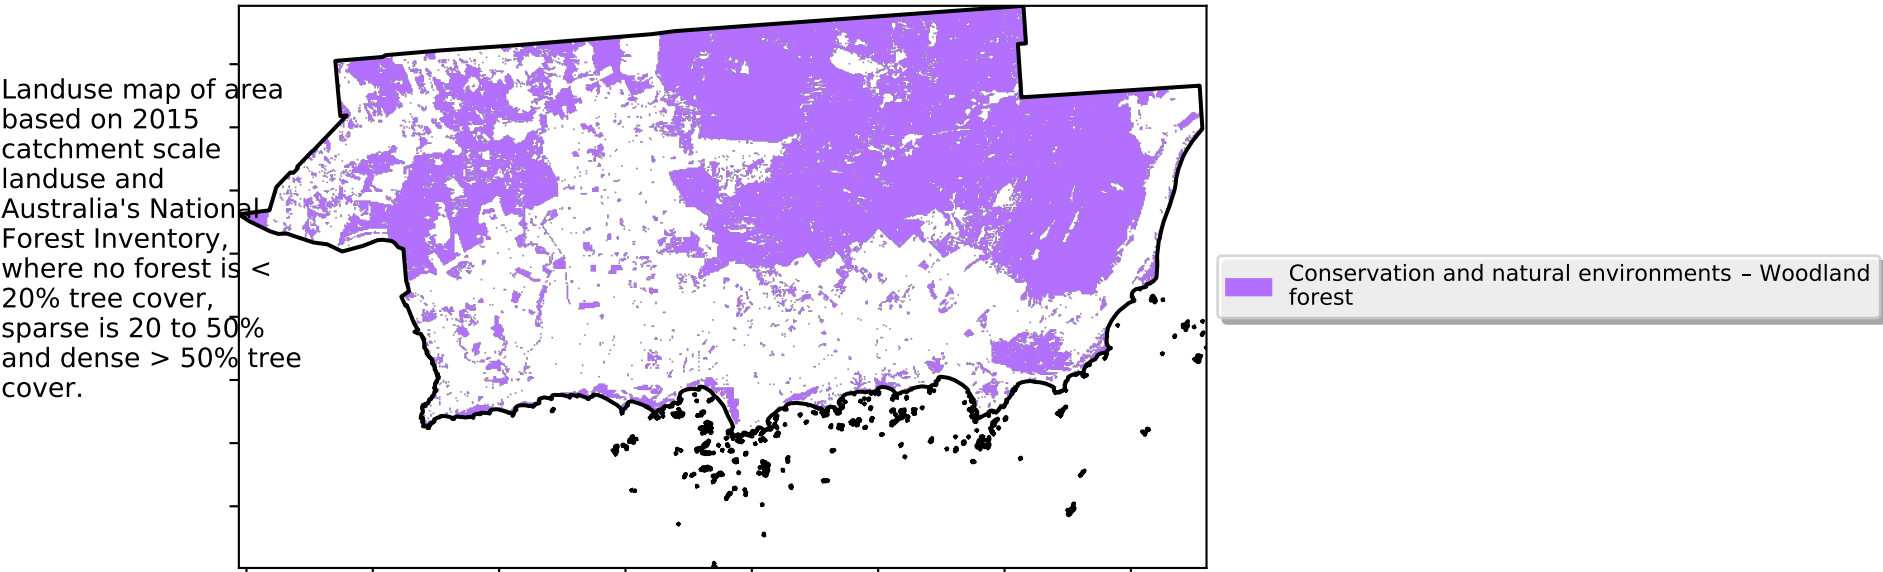 Landuse map of area
based on 2015
catchment scale
landuse and
Australia's National
Forest Inventory,
where no forest is <
20% tree cover,
sparse is 20 to 50%
and dense > 50% tree
cover.
Conservation and natural environments – Woodland
forest